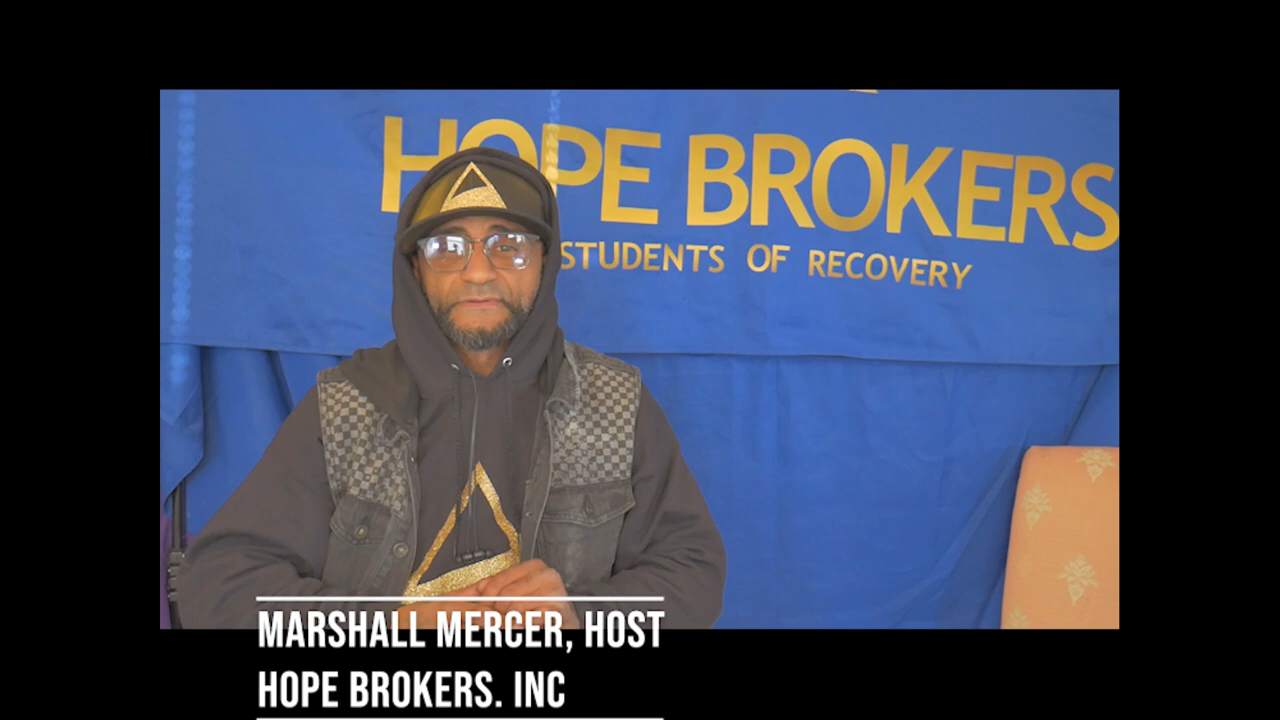 HOPE BROKERS
STUDENTS OF RECOVERY
MARSHALL MERCER, HOST
HOPE BROKERS. INC